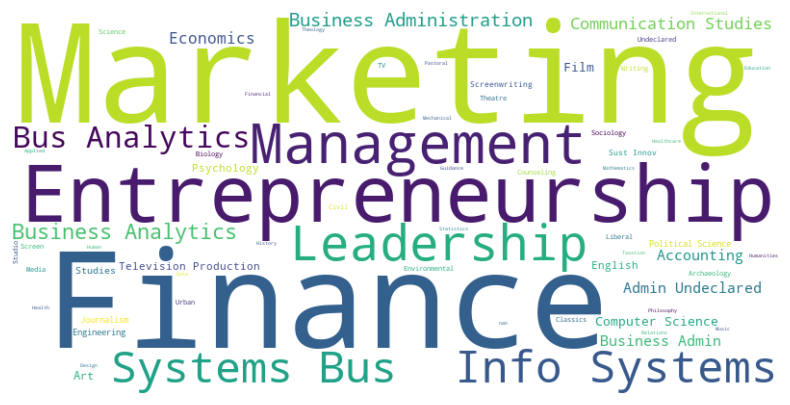 International
Business Administration
Communication Studies
Science
Theology
Economics
Undeclared
Marketing
TV
Pastoral
Film
Writing
Education
Financial
Screenwriting
Theatre
Mechanical
Bus Analytics
Management
Sociology
Healthcare
Applied
Biology
Sust Innov
Psychology
Guidance
Counseling
Mathematics
Entrepreneurship
Civil
Business Analytics
Leadership
Statistics
Liberal
Studio
Screen
Human
History
Political Science
Accounting
Taxation
Humanities
Media
Studies
Television Production
Environmental
English
Archaeology
Finance
Admin Undeclared
Urban
Health
Journalism
Engineering
nan
Classics
Philosophy
Computer Science
Relations
Music
Business Admin
Design
Art
Systems Bus
Info Systems